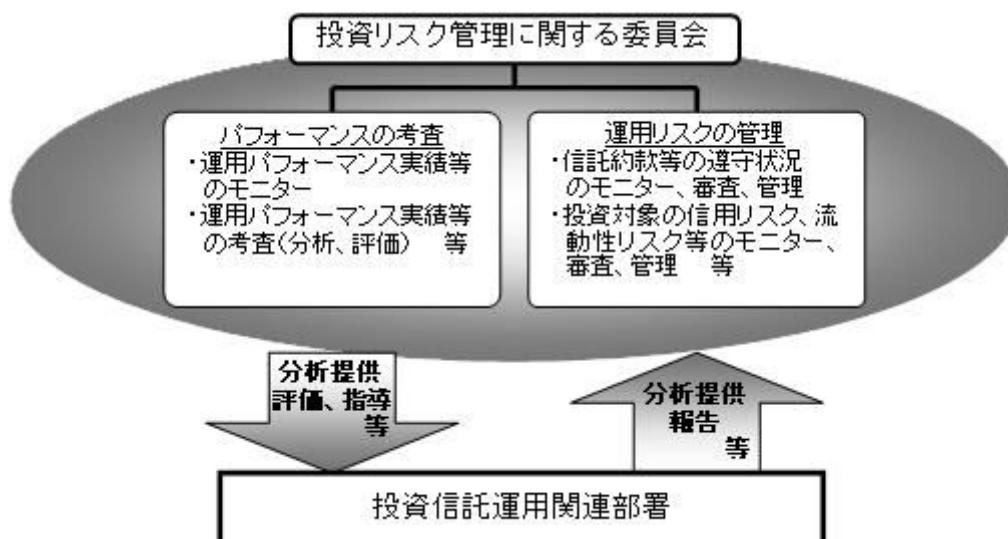 投資リスク管理に関する委員会
パフォーマンスの考査
・運用パフォーマンス実績等
のモニター
・運用パフォーマンス実績等
の考査(分析、評価) 等
運用リスクの管理
・信託約款等の遵守状況
のモニター、審査、管理
・投資対象の信用リスク、流
動性リスク等のモニター、
審査、管理 等
分析提供
評価、指導
等
分析提供
報告
等
投資信託運用関連部署